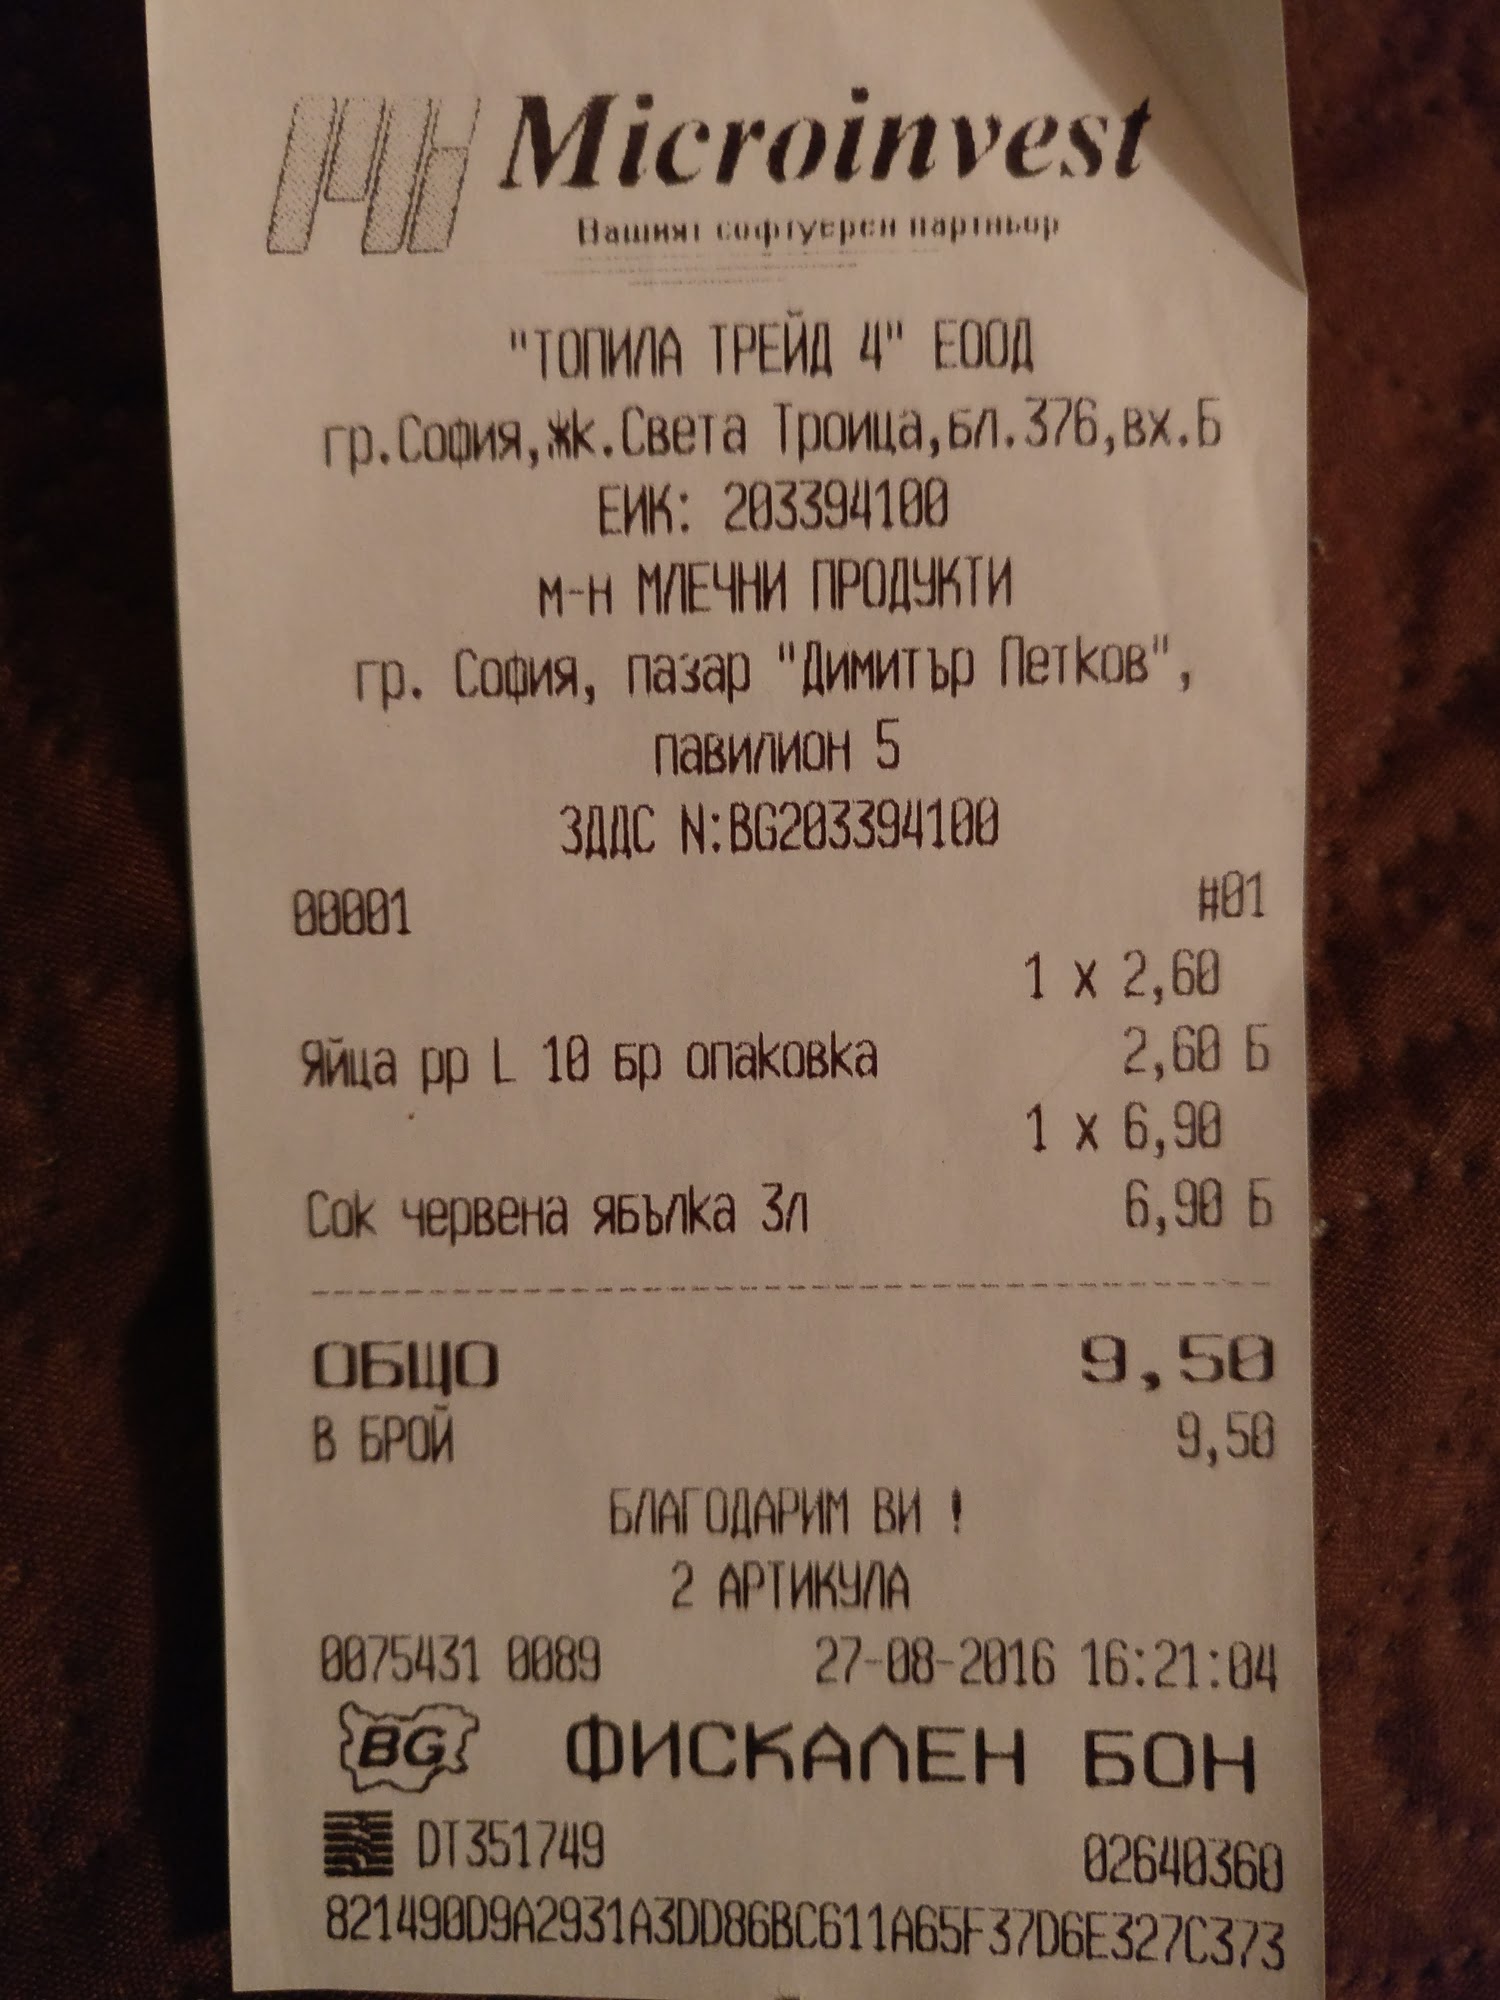 Microinvest
Вашият софтуерен партньор
"ТОПИЛА ТРЕЙД 4" ЕООД
гр.София,жк.Света Троица,бл.376,вх.Б
ЕИК: 203394100
м-н МЛЕЧНИ ПРОДУКТИ
гр. София, пазар "Димитър Петков",
павилион 5
ЗДДС N:BG203394100
00001 #01
1 x 2,60
Яйца рр L 10 бр опаковка 2,60 Б
1 x 6,90
Сок червена ябълка 3л 6,90 Б
ОБЩО 9,50
В БРОЙ 9,50
БЛАГОДАРИМ ВИ !
2 АРТИКУЛА
0075431 0089 27-08-2016 16:21:04
BG ФИСКАЛЕН БОН
DT351749 02640360
821490D9A2931A3DD86BC611A65F37D6E327C373